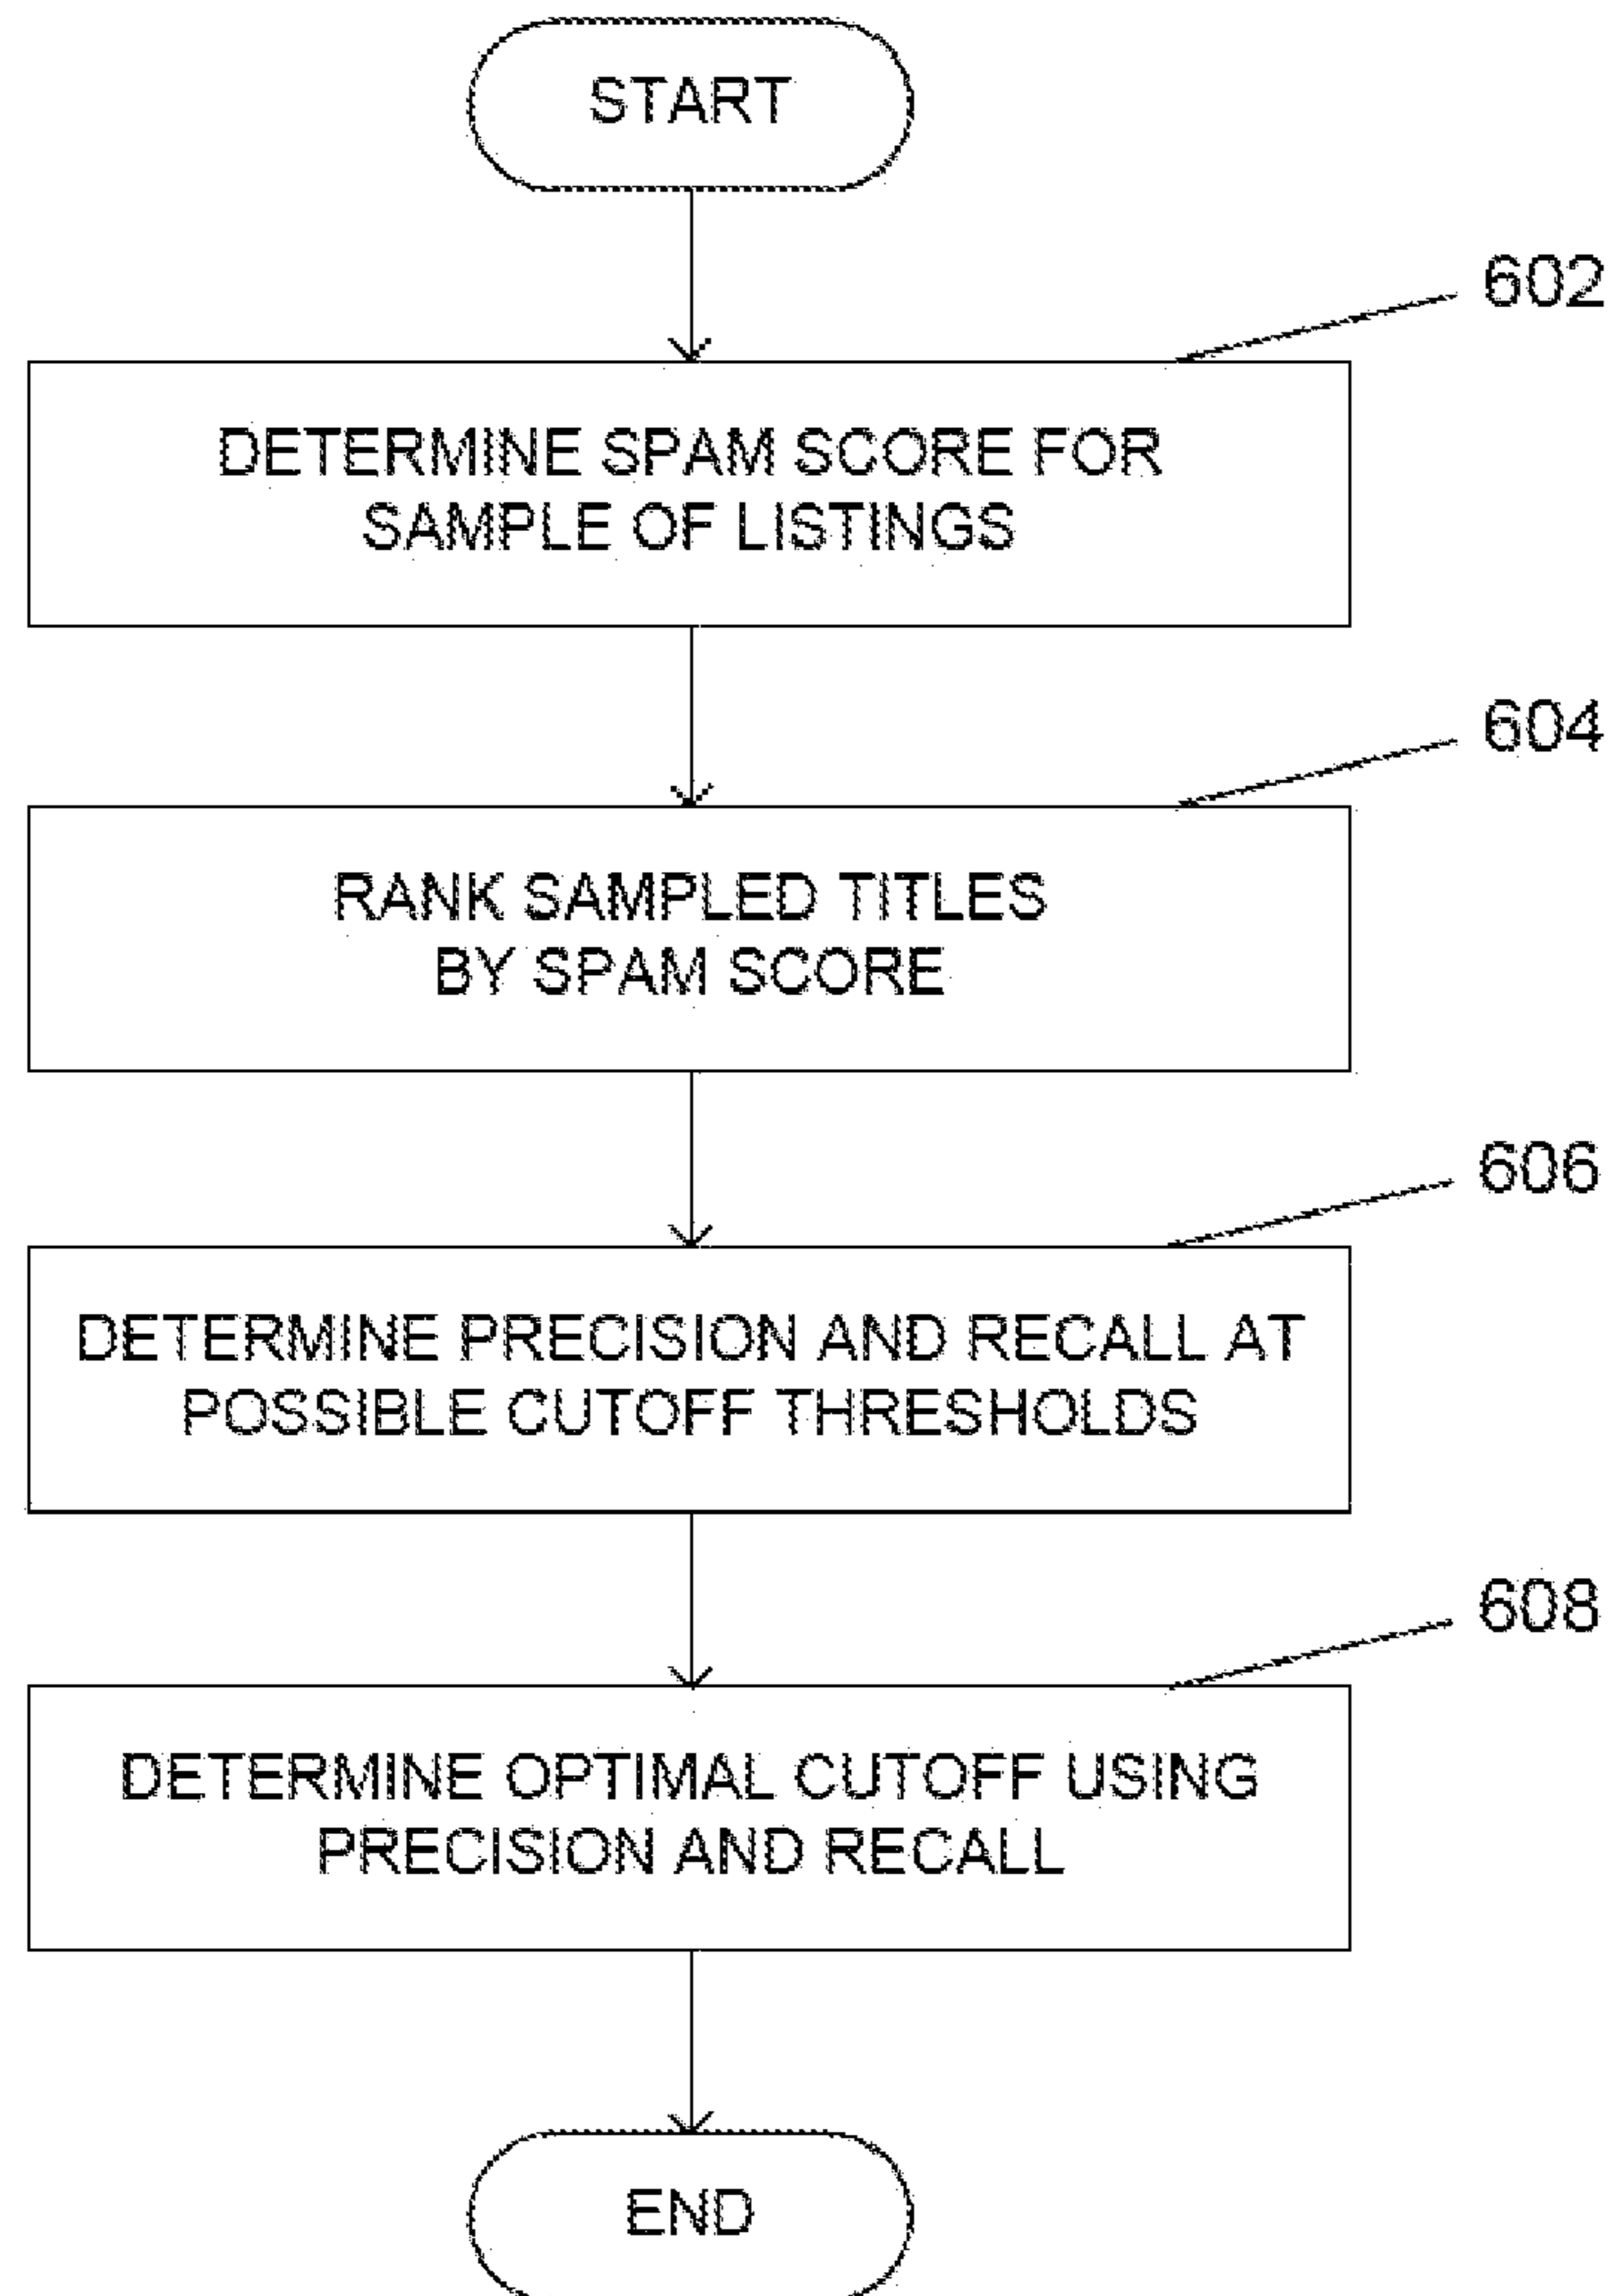 START
602
DETERMINE SPAM SCORE FOR
SAMPLE OF LISTINGS
604
RANK SAMPLED TITLES
BY SPAM SCORE
606
DETERMINE PRECISION AND RECALL AT
POSSIBLE CUTOFF THRESHOLDS
608
DETERMINE OPTIMAL CUTOFF USING
PRECISION AND RECALL
END